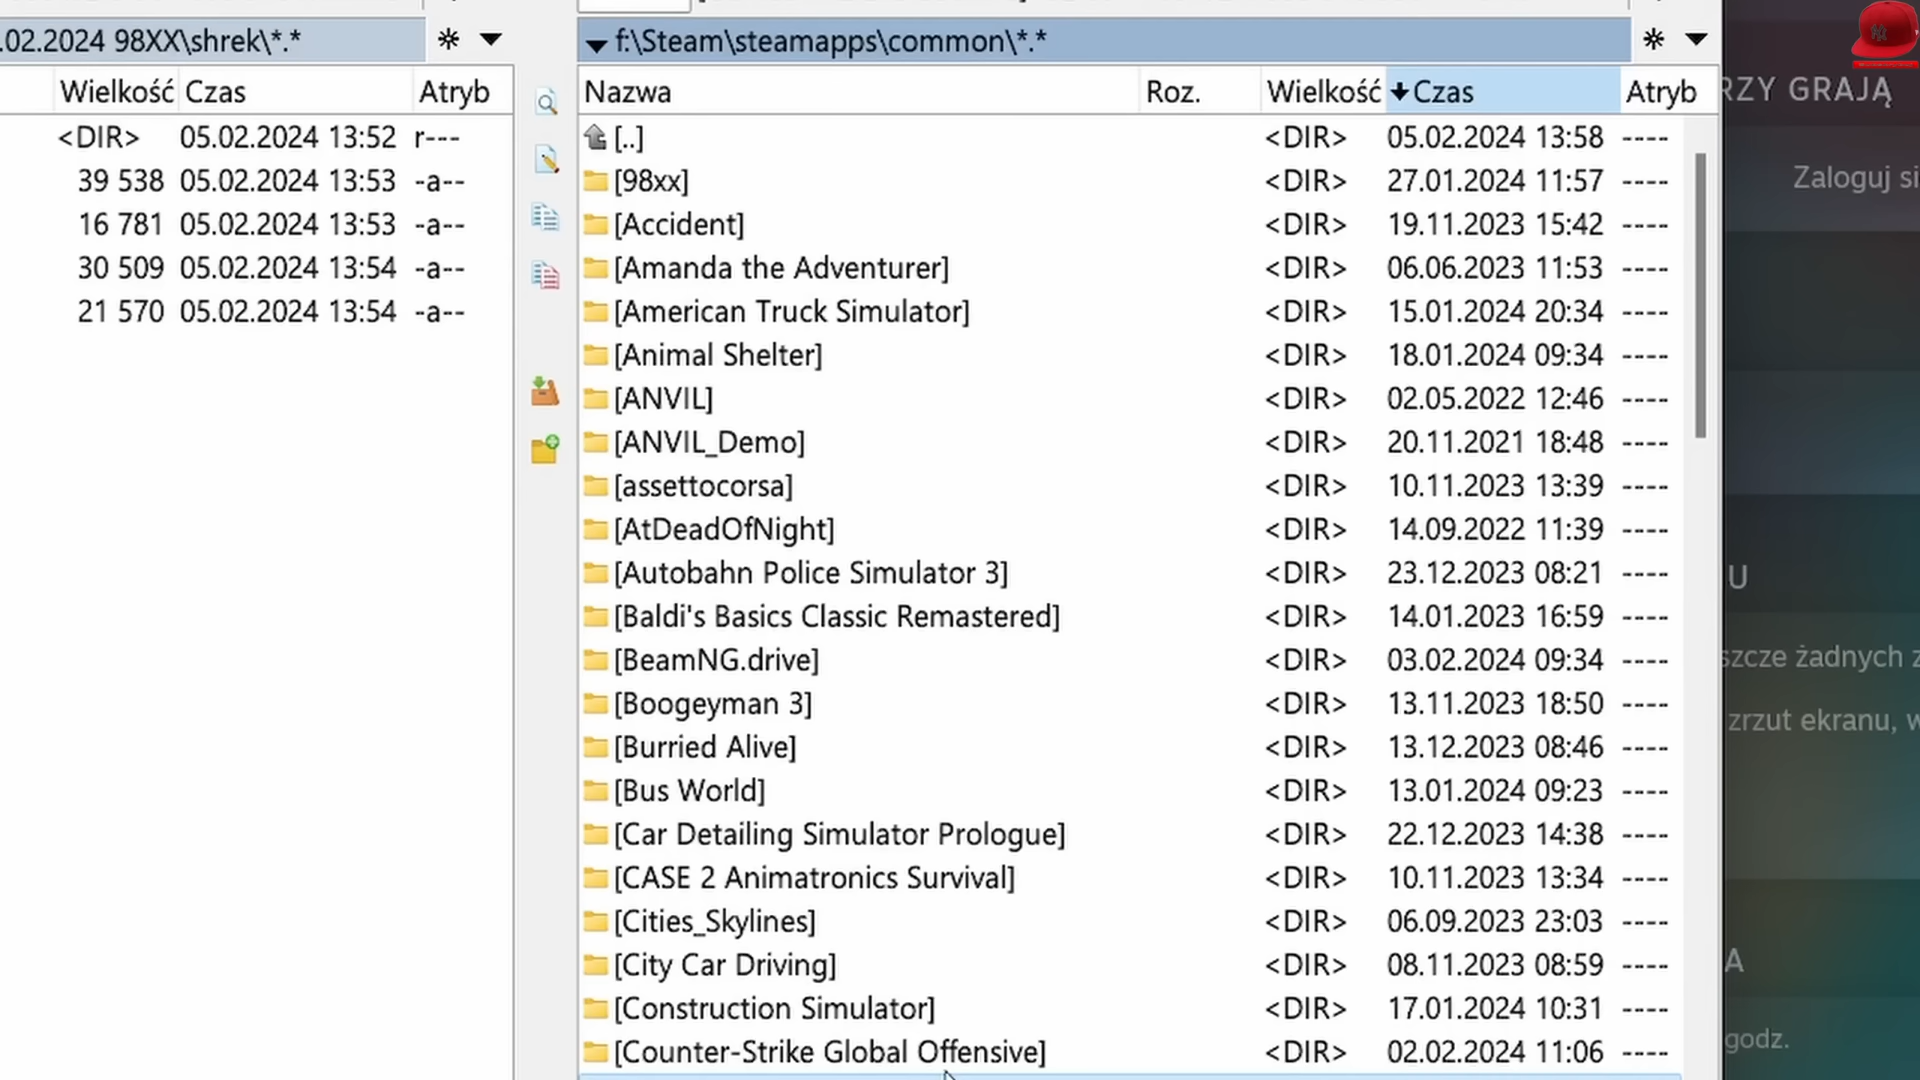 .02.2024 98XX\shrek\*.*
Wielkość Czas Atryb
<DIR> 05.02.2024 13:52 r---
39 538 05.02.2024 13:53 -a--
16 781 05.02.2024 13:53 -a--
30 509 05.02.2024 13:54 -a--
21 570 05.02.2024 13:54 -a--
f:\Steam\steamapps\common\*.*
Nazwa Roz. Wielkość Czas Atryb
[..] <DIR> 05.02.2024 13:58 ----
[98xx] <DIR> 27.01.2024 11:57 ----
[Accident] <DIR> 19.11.2023 15:42 ----
[Amanda the Adventurer] <DIR> 06.06.2023 11:53 ----
[American Truck Simulator] <DIR> 15.01.2024 20:34 ----
[Animal Shelter] <DIR> 18.01.2024 09:34 ----
[ANVIL] <DIR> 02.05.2022 12:46 ----
[ANVIL_Demo] <DIR> 20.11.2021 18:48 ----
[assettocorsa] <DIR> 10.11.2023 13:39 ----
[AtDeadOfNight] <DIR> 14.09.2022 11:39 ----
[Autobahn Police Simulator 3] <DIR> 23.12.2023 08:21 ----
[Baldi's Basics Classic Remastered] <DIR> 14.01.2023 16:59 ----
[BeamNG.drive] <DIR> 03.02.2024 09:34 ----
[Boogeyman 3] <DIR> 13.11.2023 18:50 ----
[Burried Alive] <DIR> 13.12.2023 08:46 ----
[Bus World] <DIR> 13.01.2024 09:23 ----
[Car Detailing Simulator Prologue] <DIR> 22.12.2023 14:38 ----
[CASE 2 Animatronics Survival] <DIR> 10.11.2023 13:34 ----
[Cities_Skylines] <DIR> 06.09.2023 23:03 ----
[City Car Driving] <DIR> 08.11.2023 08:59 ----
[Construction Simulator] <DIR> 17.01.2024 10:31 ----
[Counter-Strike Global Offensive] <DIR> 02.02.2024 11:06 ----
RZY GRAJĄ
Zaloguj si
U
szcze żadnych z
zrzut ekranu, w
A
godz.